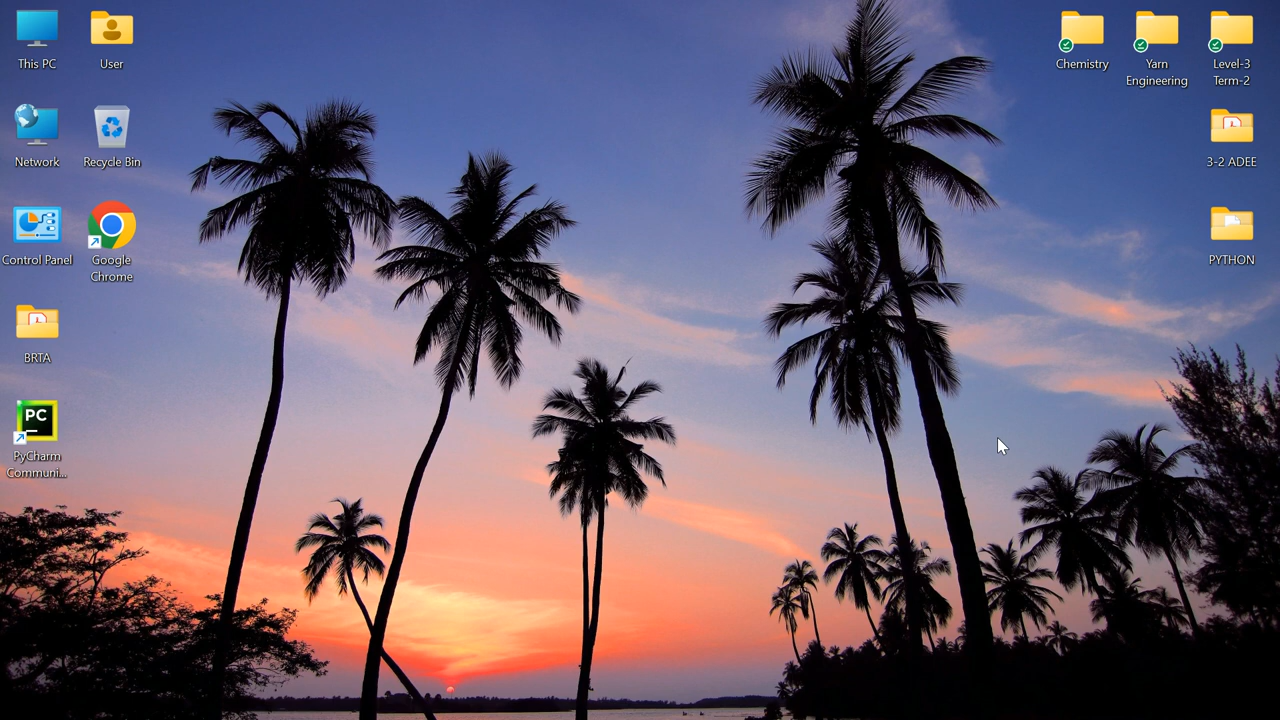 This PC
User
Network
Recycle Bin
Control Panel
Google
Chrome
BRTA
PC
PyCharm
Communi...
Chemistry
Yarn
Engineering
Level-3
Term-2
3-2 ADEE
PYTHON